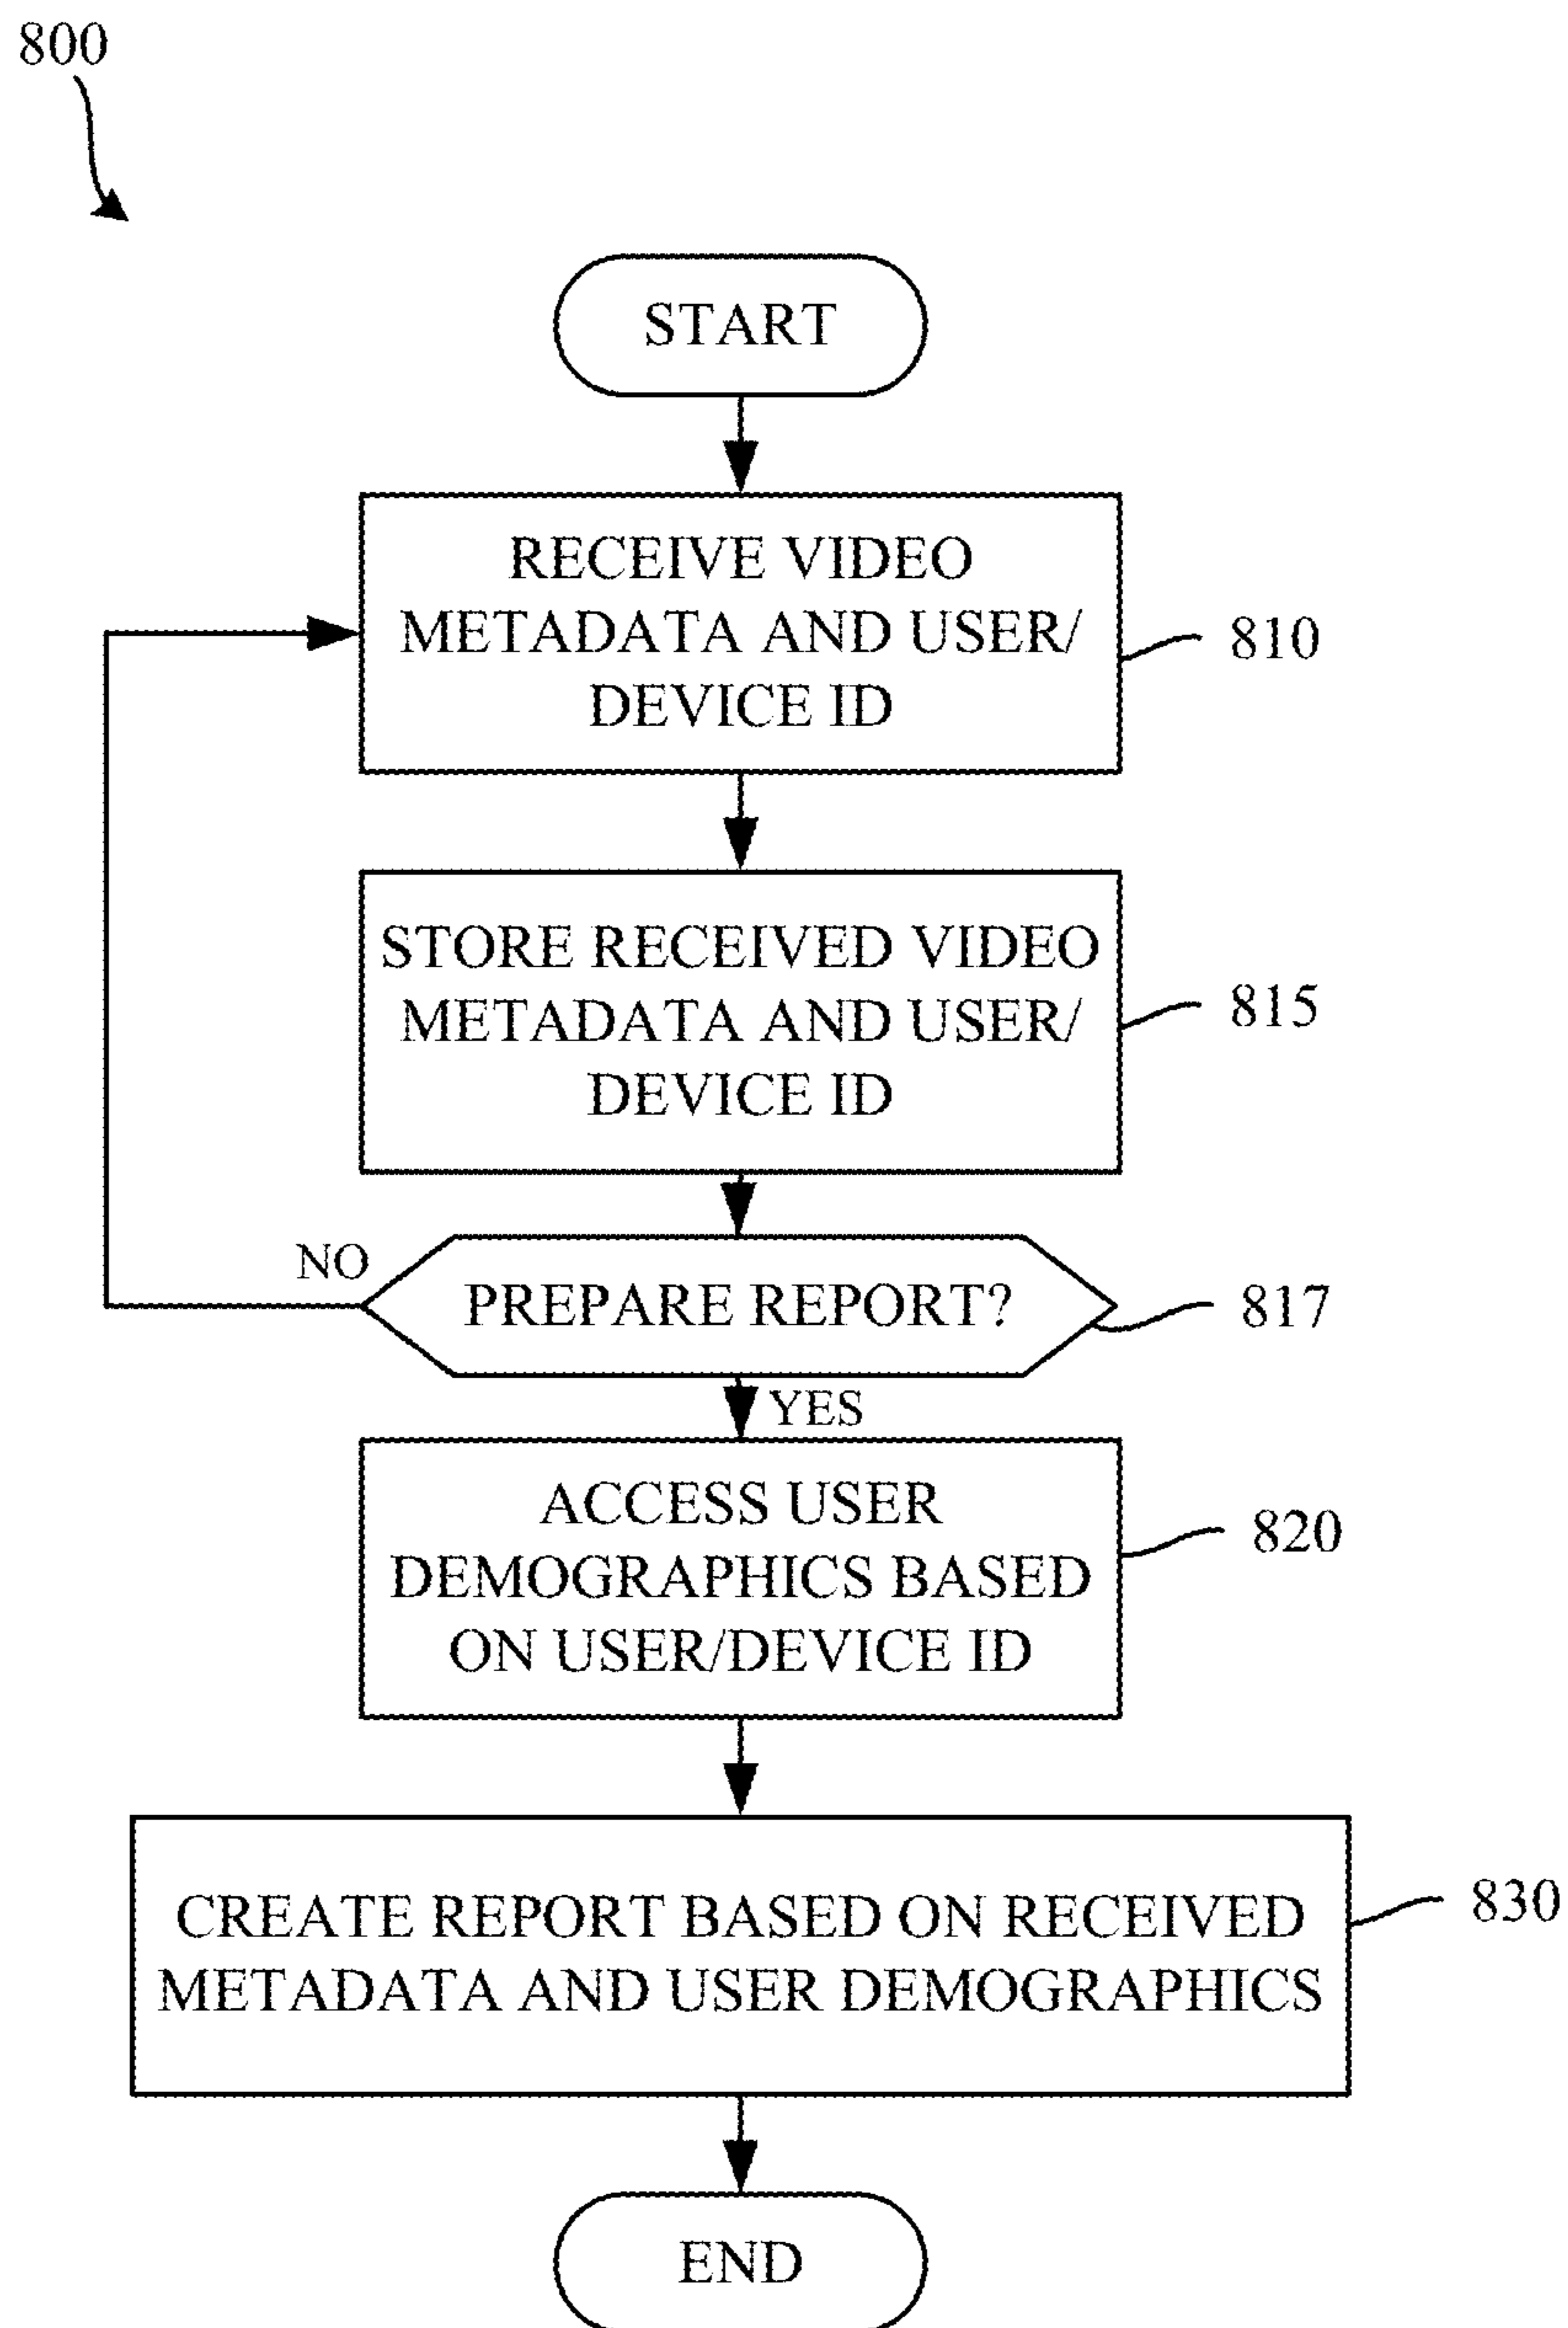 800
START
RECEIVE VIDEO
METADATA AND USER/
DEVICE ID
810
STORE RECEIVED VIDEO
METADATA AND USER/
DEVICE ID
815
NO
PREPARE REPORT?
817
YES
ACCESS USER
DEMOGRAPHICS BASED
ON USER/DEVICE ID
820
CREATE REPORT BASED ON RECEIVED
METADATA AND USER DEMOGRAPHICS
830
END